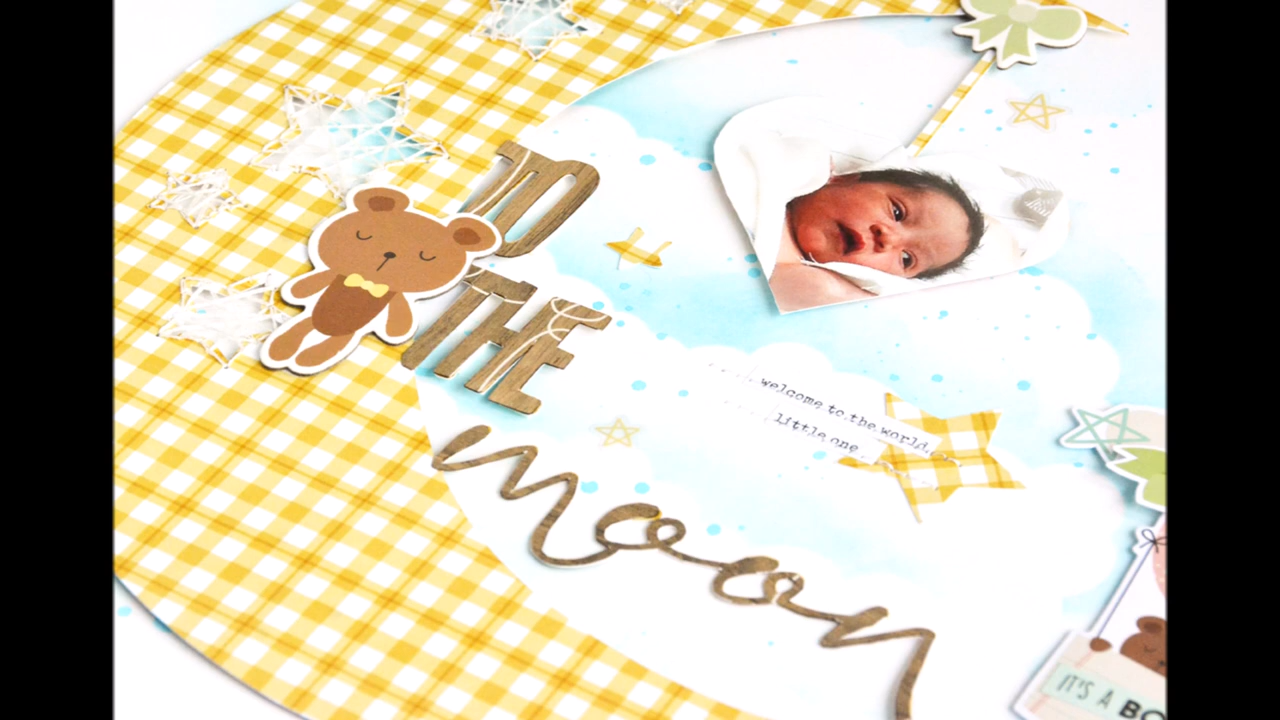 TO
THE
moon
welcome to the world,
little one
IT'S A BO